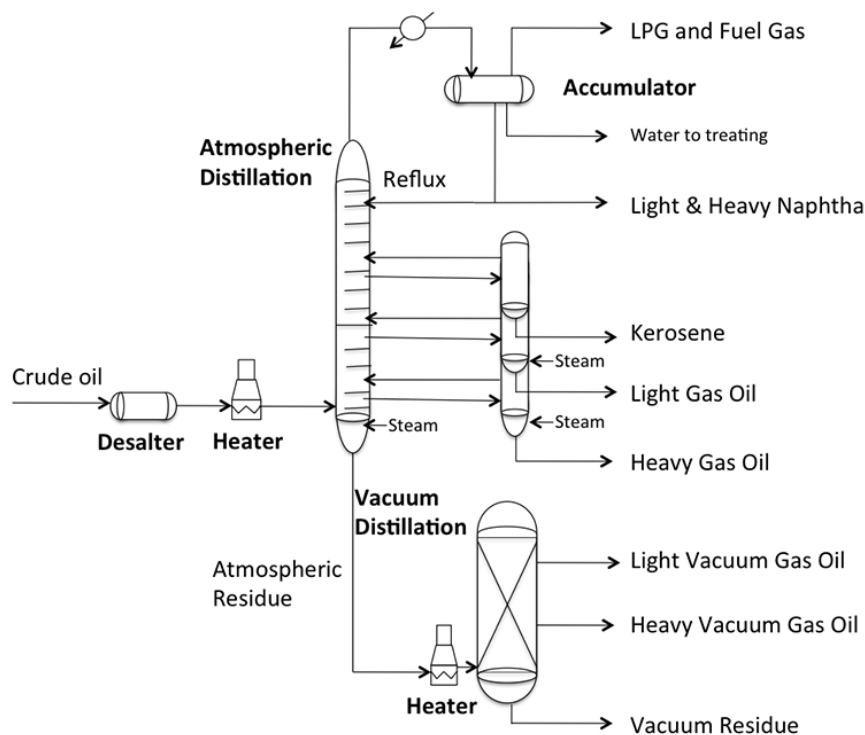 LPG and Fuel Gas
Accumulator
Water to treating
Atmospheric
Distillation
Reflux
Light & Heavy Naphtha
Kerosene
Steam
Crude oil
Light Gas Oil
Desalter
Heater
Steam
Steam
Heavy Gas Oil
Vacuum
Distillation
Light Vacuum Gas Oil
Atmospheric
Residue
Heavy Vacuum Gas Oil
Heater
Vacuum Residue